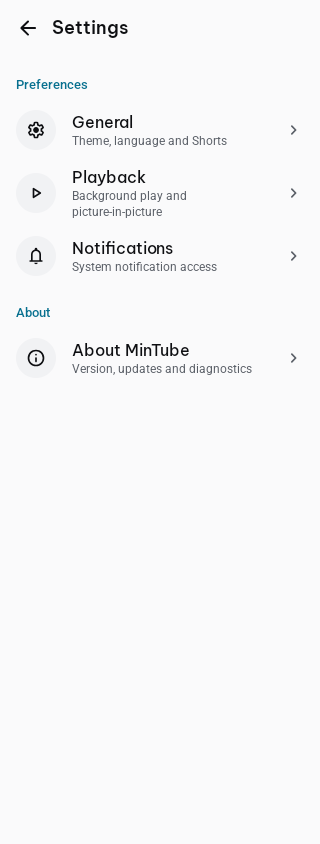 Settings
Preferences
General
Theme, language and Shorts
Playback
Background play and
picture-in-picture
Notifications
System notification access
About
About MinTube
Version, updates and diagnostics